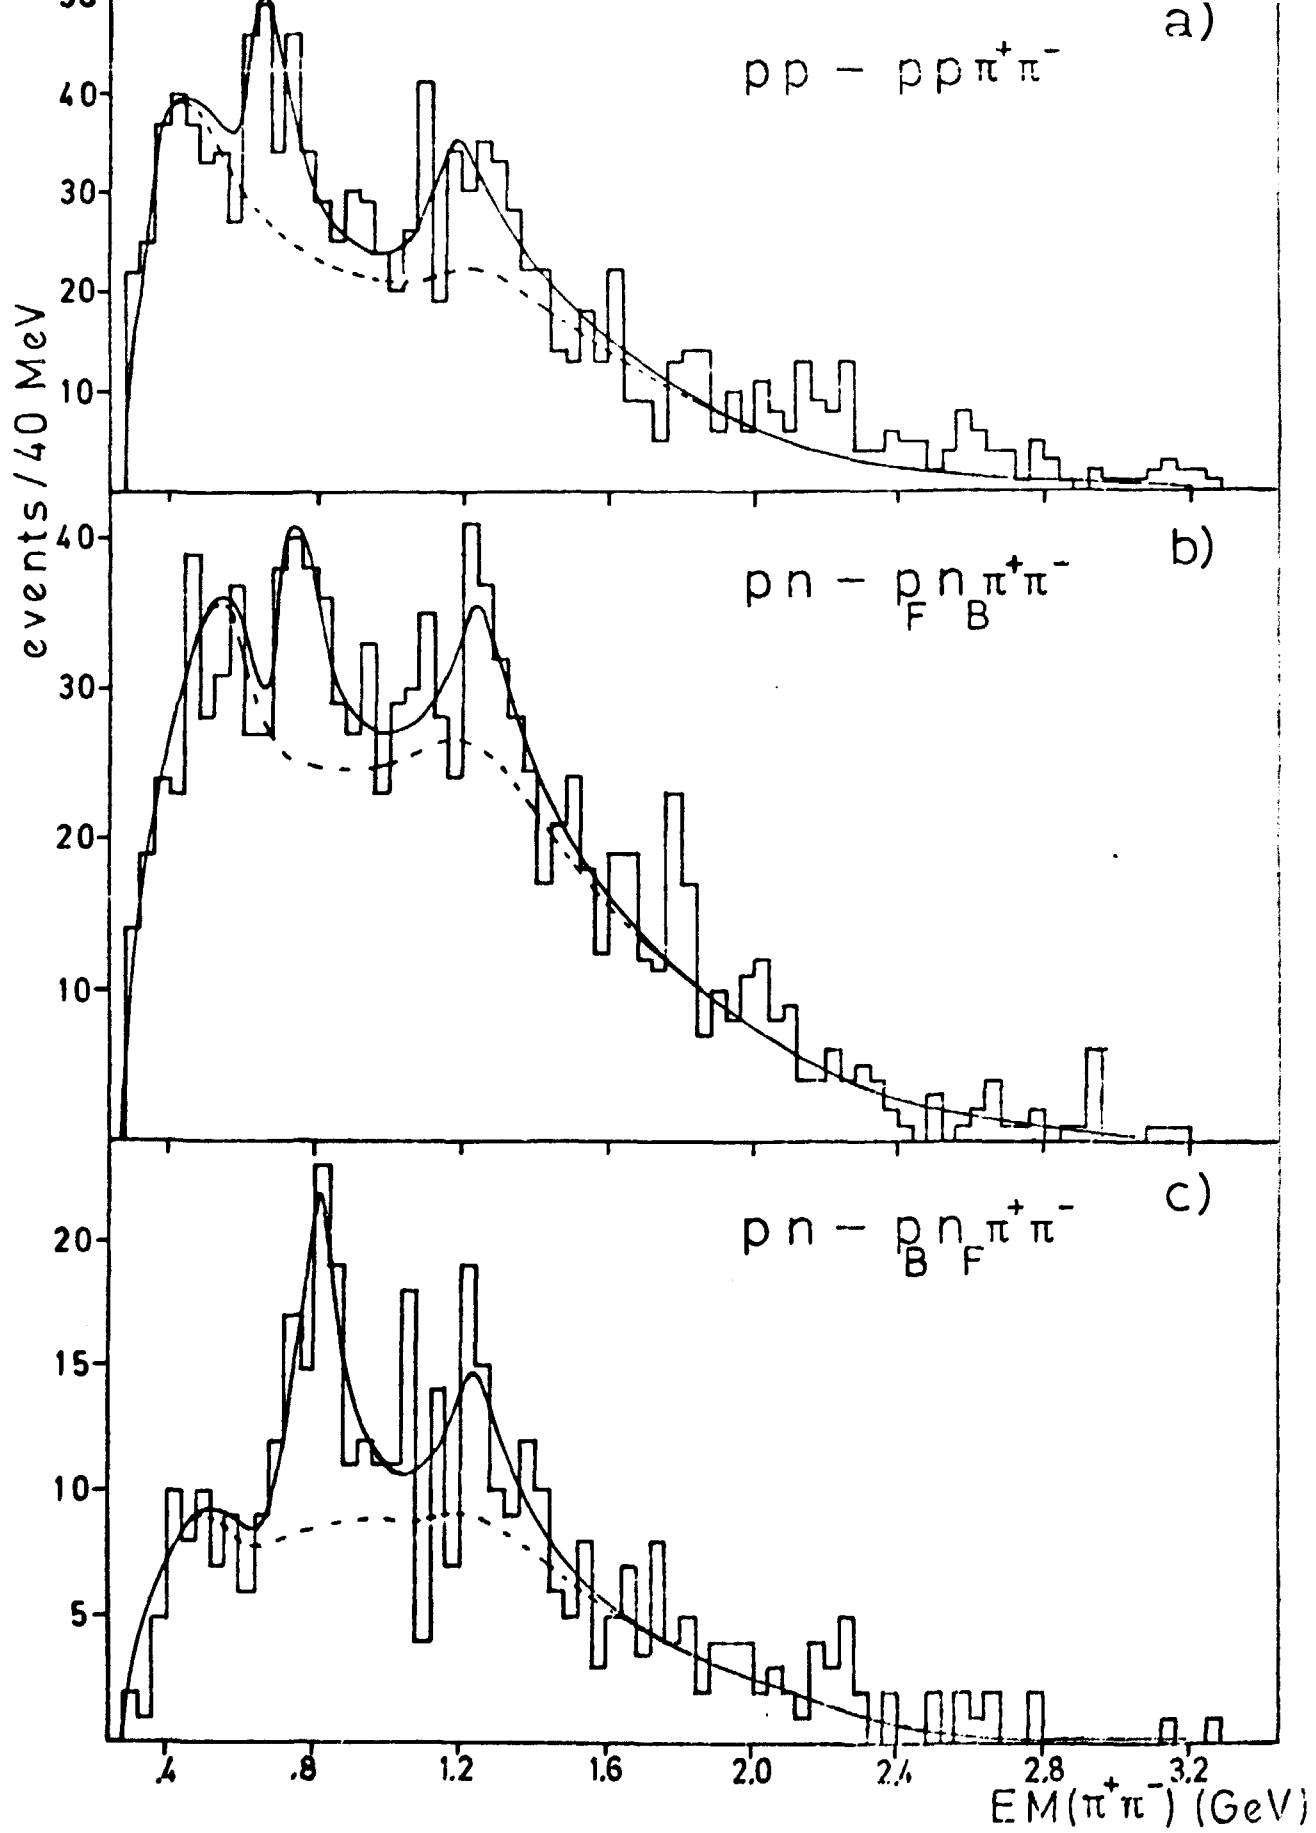 a)
pp – ppπ⁺π⁻
40
30
20
10
events / 40 MeV
b)
pn – p_F n_B π⁺π⁻
40
30
20
10
c)
pn – p_B n_F π⁺π⁻
20
15
10
5
.4 .8 1.2 1.6 2.0 2.4 2.8 3.2
EM(π⁺π⁻) (GeV)